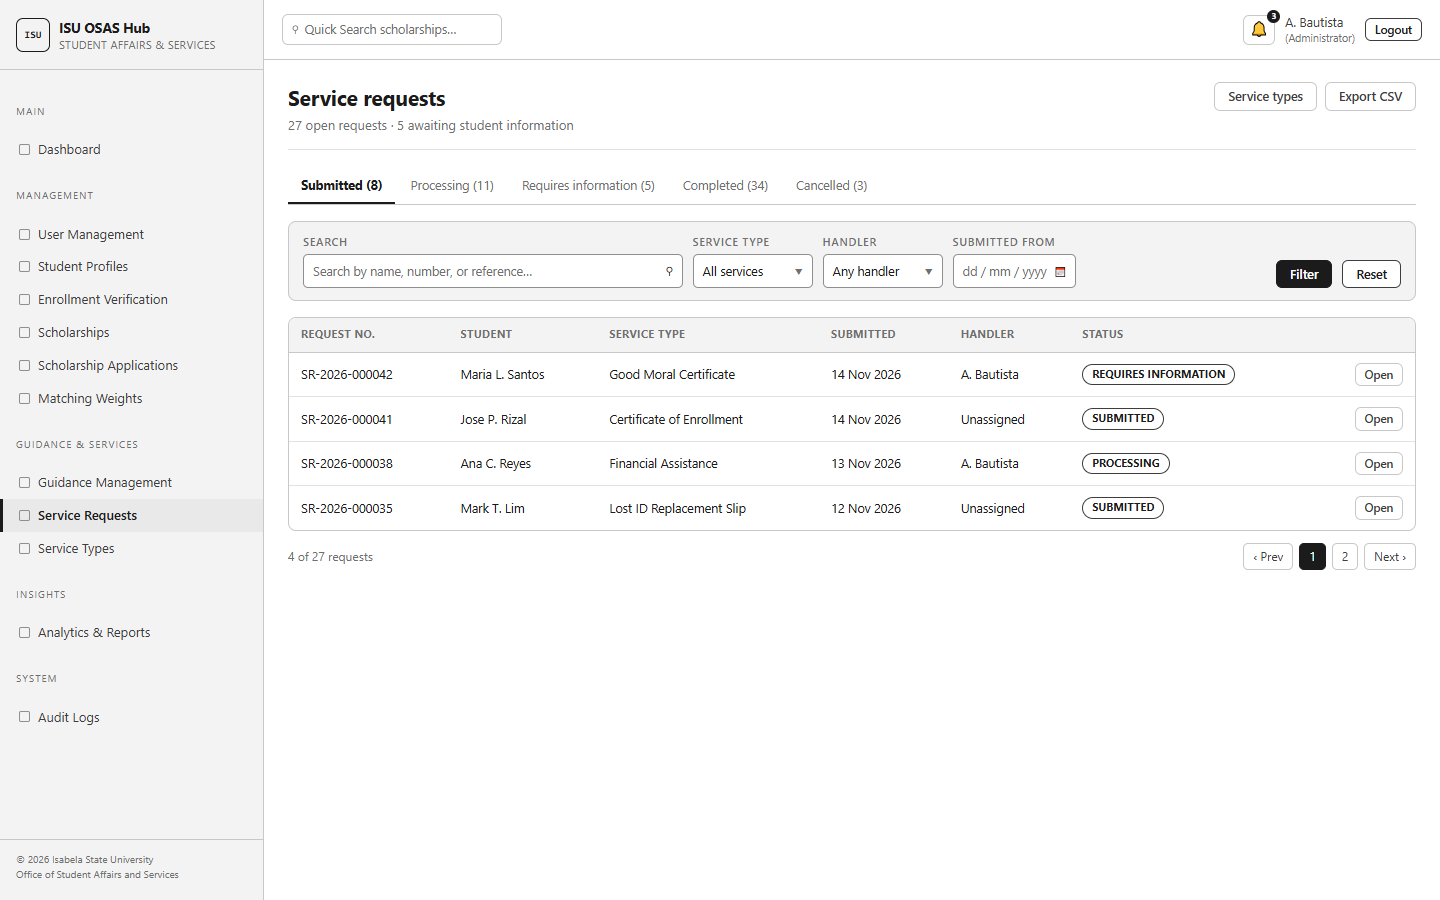 ISU
ISU OSAS Hub
STUDENT AFFAIRS & SERVICES
MAIN
Dashboard
MANAGEMENT
User Management
Student Profiles
Enrollment Verification
Scholarships
Scholarship Applications
Matching Weights
GUIDANCE & SERVICES
Guidance Management
Service Requests
Service Types
INSIGHTS
Analytics & Reports
SYSTEM
Audit Logs
© 2026 Isabela State University
Office of Student Affairs and Services
Quick Search scholarships...
3
A. Bautista
(Administrator)
Logout
Service requests
27 open requests · 5 awaiting student information
Service types
Export CSV
Submitted (8) Processing (11) Requires information (5) Completed (34) Cancelled (3)
SEARCH SERVICE TYPE HANDLER SUBMITTED FROM
Search by name, number, or reference... All services Any handler dd / mm / yyyy Filter Reset
REQUEST NO. STUDENT SERVICE TYPE SUBMITTED HANDLER STATUS
SR-2026-000042 Maria L. Santos Good Moral Certificate 14 Nov 2026 A. Bautista REQUIRES INFORMATION Open
SR-2026-000041 Jose P. Rizal Certificate of Enrollment 14 Nov 2026 Unassigned SUBMITTED Open
SR-2026-000038 Ana C. Reyes Financial Assistance 13 Nov 2026 A. Bautista PROCESSING Open
SR-2026-000035 Mark T. Lim Lost ID Replacement Slip 12 Nov 2026 Unassigned SUBMITTED Open
4 of 27 requests ‹ Prev 1 2 Next ›